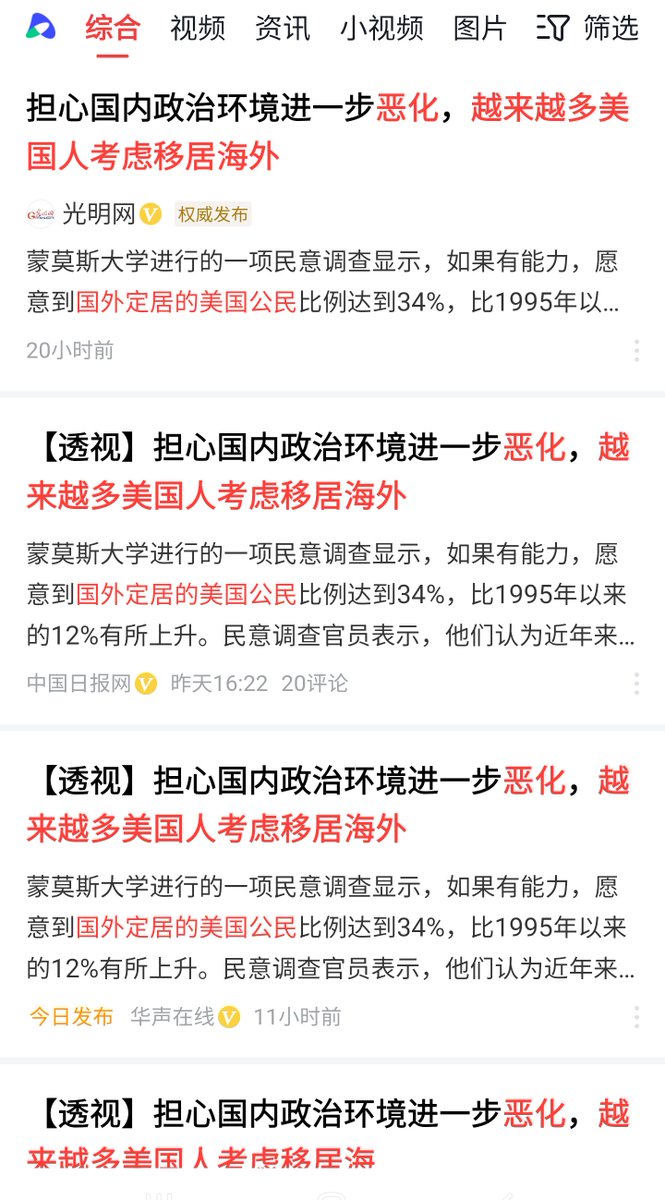 综合 视频 资讯 小视频 图片 筛选
担心国内政治环境进一步恶化，越来越多美
国人考虑移居海外
光明网 权威发布
蒙莫斯大学进行的一项民意调查显示，如果有能力，愿
意到国外定居的美国公民比例达到34%，比1995年以...
20小时前
【透视】担心国内政治环境进一步恶化，越
来越多美国人考虑移居海外
蒙莫斯大学进行的一项民意调查显示，如果有能力，愿
意到国外定居的美国公民比例达到34%，比1995年以来
的12%有所上升。民意调查官员表示，他们认为近年来...
中国日报网 昨天16:22 20评论
【透视】担心国内政治环境进一步恶化，越
来越多美国人考虑移居海外
蒙莫斯大学进行的一项民意调查显示，如果有能力，愿
意到国外定居的美国公民比例达到34%，比1995年以来
的12%有所上升。民意调查官员表示，他们认为近年来...
今日发布 华声在线 11小时前
【透视】担心国内政治环境进一步恶化，越
来越多美国人考虑移居海